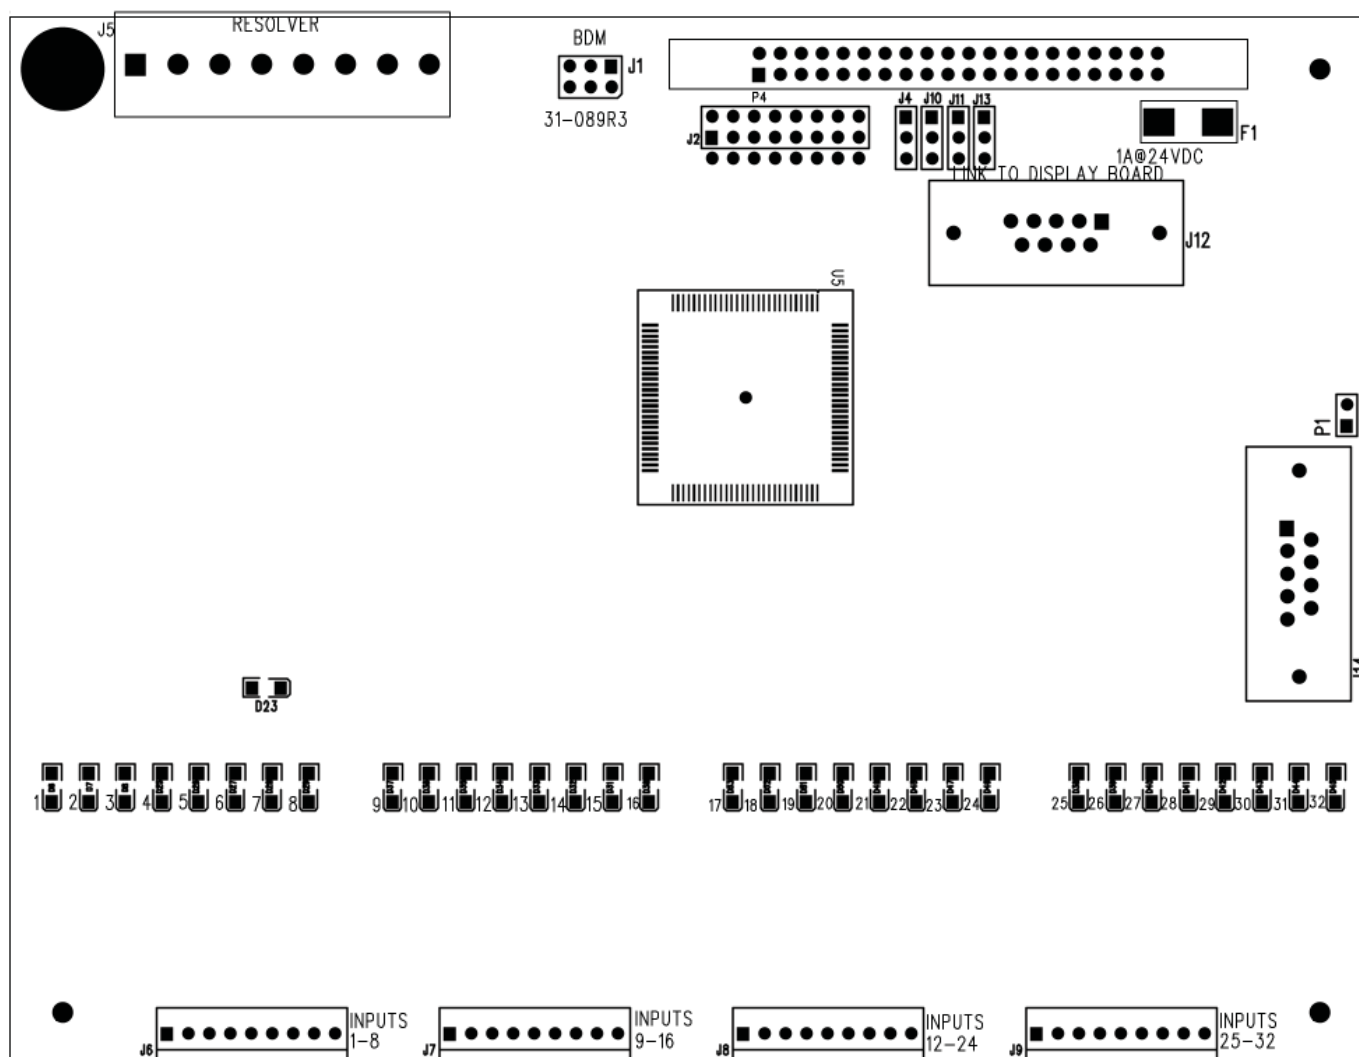 J5
RESOLVER
BDM
J1
31-089R3
P4
J2
J4 J10 J11 J13
F1
1A@24VDC
LINK TO DISPLAY BOARD
J12
U5
P1
J14
D23
1 2 3 4 5 6 7 8
9 10 11 12 13 14 15 16
17 18 19 20 21 22 23 24
25 26 27 28 29 30 31 32
J6
INPUTS
1-8
J7
INPUTS
9-16
J8
INPUTS
12-24
J9
INPUTS
25-32